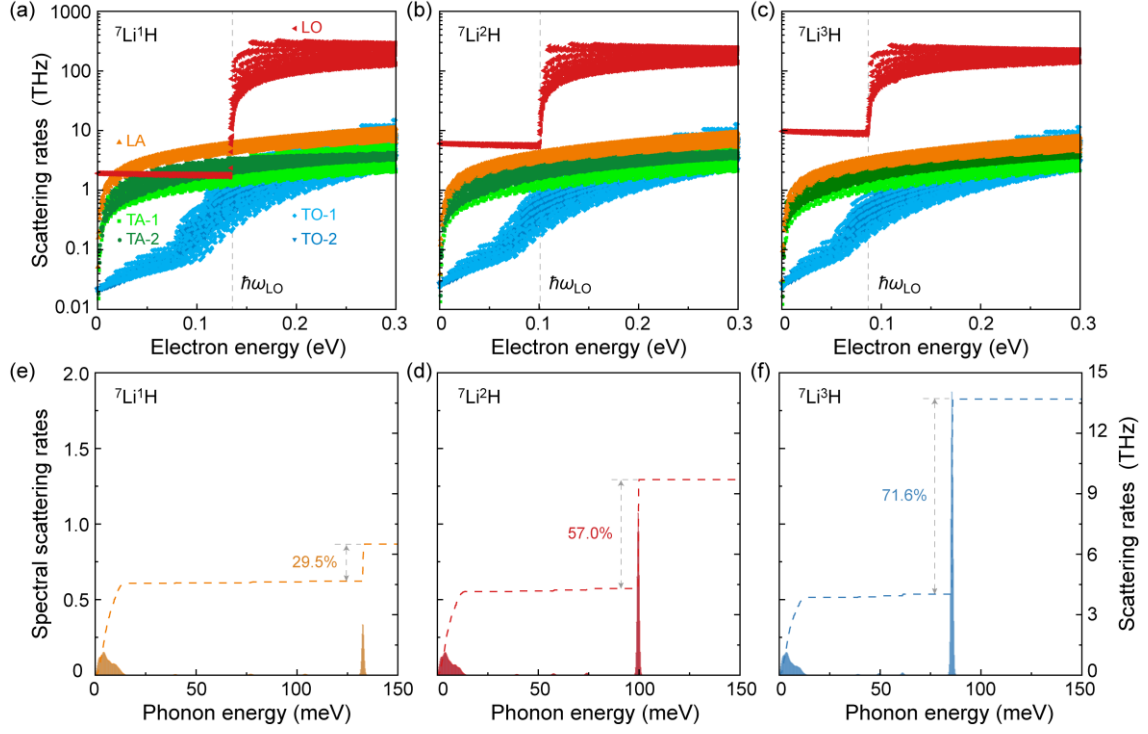 (a)
(b)
(c)
⁷Li¹H
LO
⁷Li²H
⁷Li³H
1000
100
10
1
0.1
0.01
Scattering rates (THz)
LA
TA-1
TA-2
TO-1
TO-2
ℏω_LO
ℏω_LO
ℏω_LO
0 0.1 0.2 0.3
0 0.1 0.2 0.3
0 0.1 0.2 0.3
Electron energy (eV)
Electron energy (eV)
Electron energy (eV)
(e)
(d)
(f)
⁷Li¹H
⁷Li²H
⁷Li³H
2.0
1.5
1.0
0.5
0
Spectral scattering rates
29.5%
57.0%
71.6%
15
12
9
6
3
0
Scattering rates (THz)
0 50 100 150
0 50 100 150
0 50 100 150
Phonon energy (meV)
Phonon energy (meV)
Phonon energy (meV)